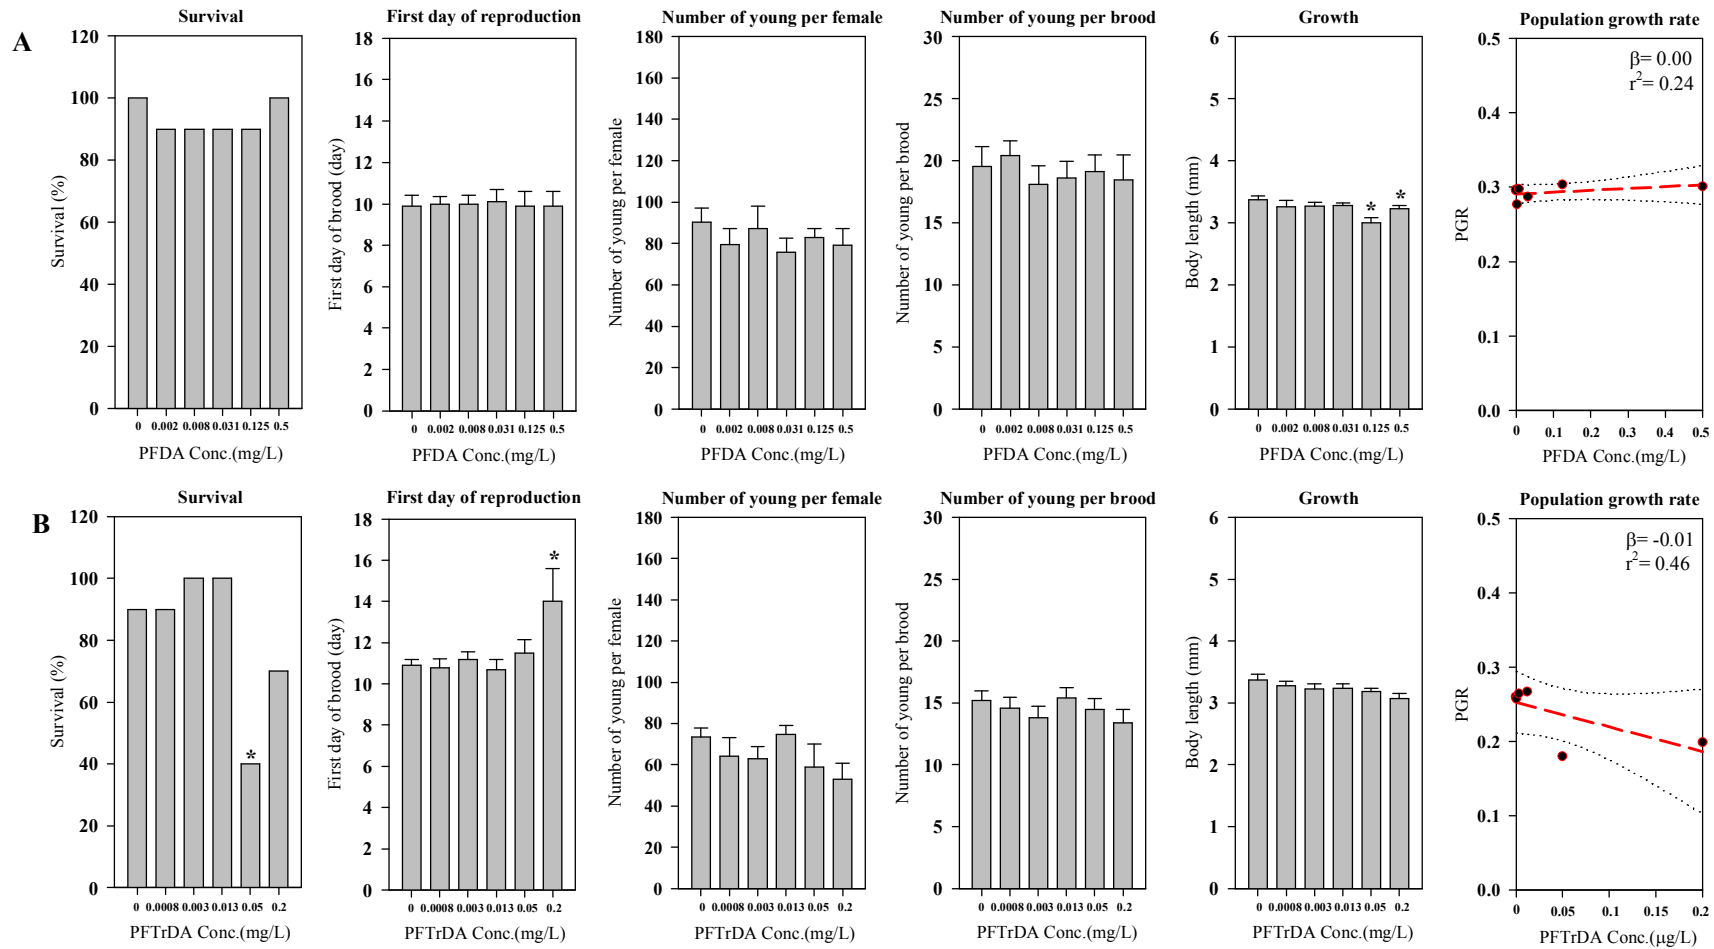 A
Survival
120
100
80
60
40
20
0
Survival (%)
0 0.002 0.008 0.031 0.125 0.5
PFDA Conc.(mg/L)
First day of reproduction
18
16
14
12
10
8
6
4
2
0
First day of brood (day)
0 0.002 0.008 0.031 0.125 0.5
PFDA Conc.(mg/L)
Number of young per female
180
160
140
120
100
80
60
40
20
0
Number of young per female
0 0.002 0.008 0.031 0.125 0.5
PFDA Conc.(mg/L)
Number of young per brood
30
25
20
15
10
5
0
Number of young per brood
0 0.002 0.008 0.031 0.125 0.5
PFDA Conc.(mg/L)
Growth
6
5
4
3
2
1
0
Body length (mm)
* *
0 0.002 0.008 0.031 0.125 0.5
PFDA Conc.(mg/L)
Population growth rate
0.5
0.4
0.3
0.2
0.1
0.0
PGR
β= 0.00
r²= 0.24
0 0.1 0.2 0.3 0.4 0.5
PFDA Conc.(mg/L)
B
Survival
120
100
80
60
40
20
0
Survival (%)
*
0 0.0008 0.003 0.013 0.05 0.2
PFTrDA Conc.(mg/L)
First day of reproduction
18
16
14
12
10
8
6
4
2
0
First day of brood (day)
*
0 0.0008 0.003 0.013 0.05 0.2
PFTrDA Conc.(mg/L)
Number of young per female
180
160
140
120
100
80
60
40
20
0
Number of young per female
0 0.0008 0.003 0.013 0.05 0.2
PFTrDA Conc.(mg/L)
Number of young per brood
30
25
20
15
10
5
0
Number of young per brood
0 0.0008 0.003 0.013 0.05 0.2
PFTrDA Conc.(mg/L)
Growth
6
5
4
3
2
1
0
Body length (mm)
0 0.0008 0.003 0.013 0.05 0.2
PFTrDA Conc.(mg/L)
Population growth rate
0.5
0.4
0.3
0.2
0.1
0.0
PGR
β= -0.01
r²= 0.46
0 0.05 0.1 0.15 0.2
PFTrDA Conc.(µg/L)